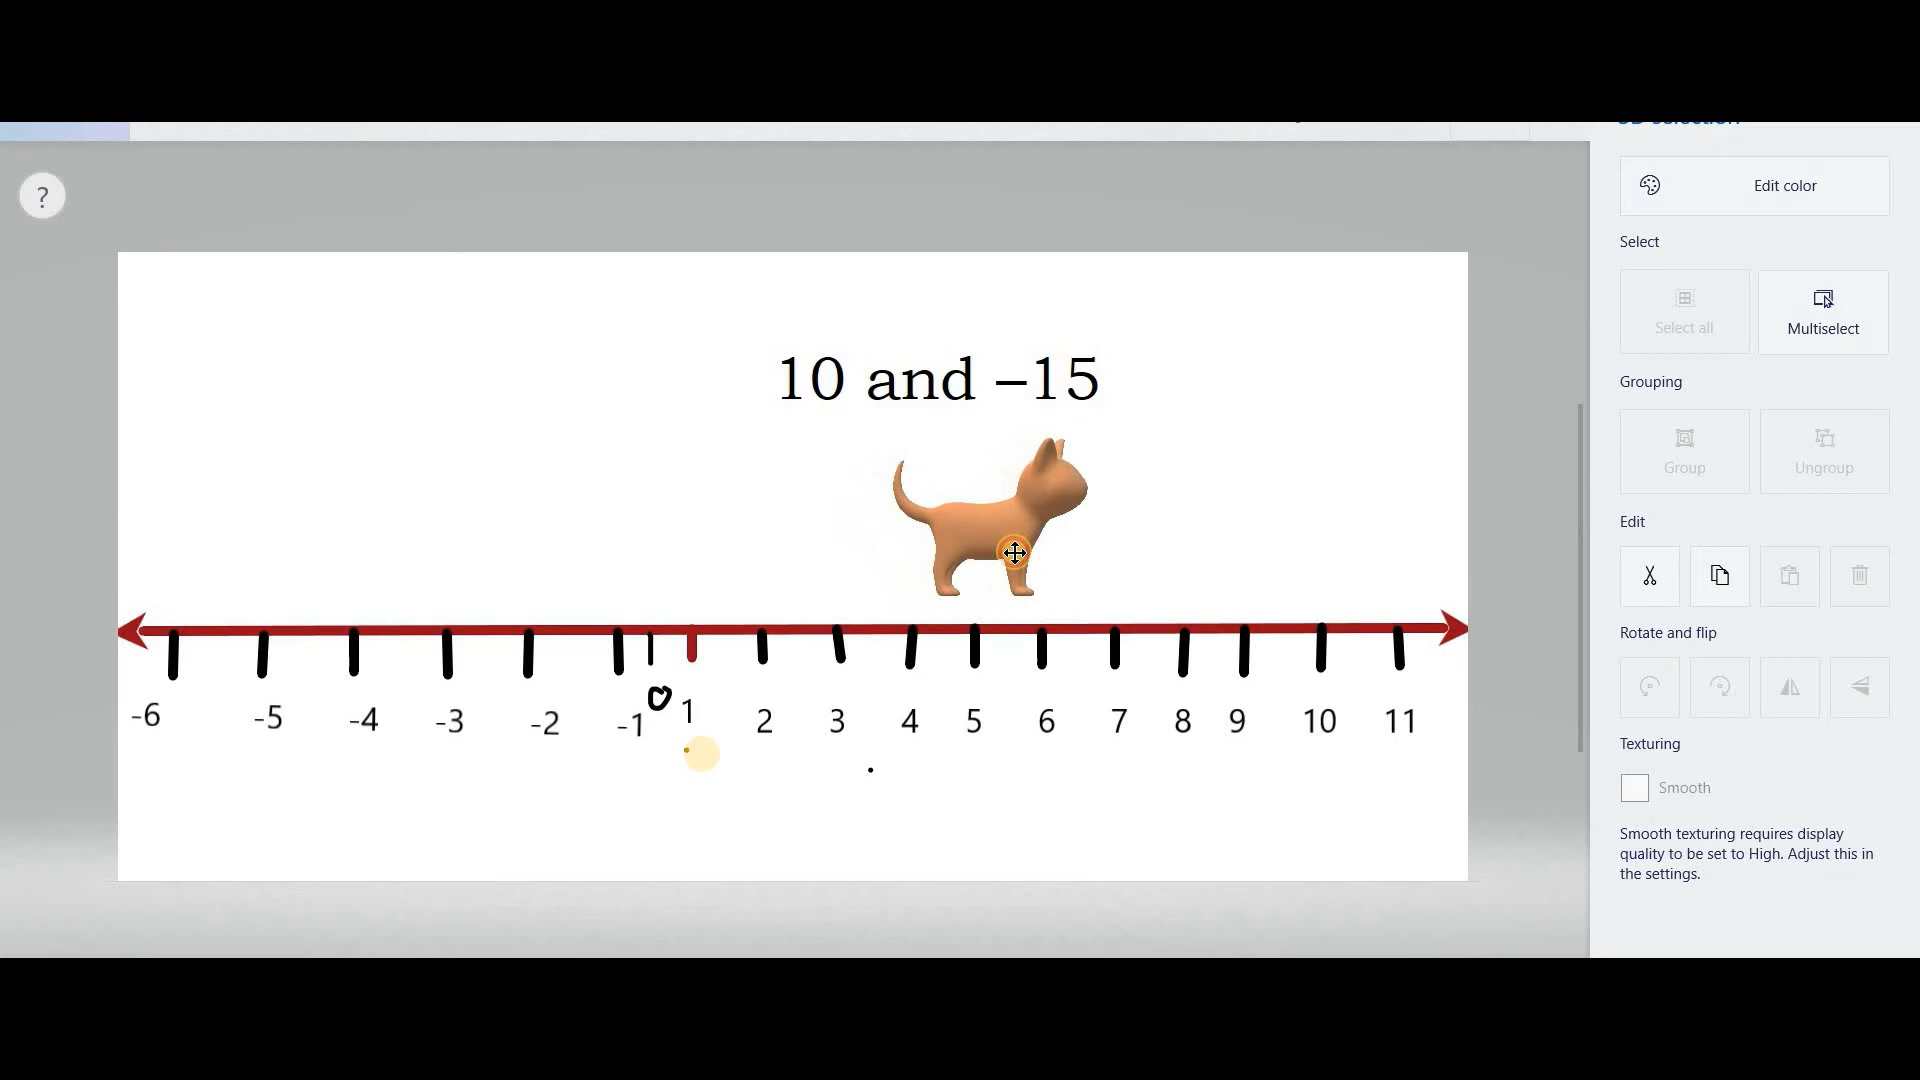 3D selection
?
Edit color
Select
Select all
Multiselect
10 and –15
Grouping
Group
Ungroup
Edit
Rotate and flip
-6 -5 -4 -3 -2 -1 0 1 2 3 4 5 6 7 8 9 10 11
Texturing
Smooth
Smooth texturing requires display
quality to be set to High. Adjust this in
the settings.